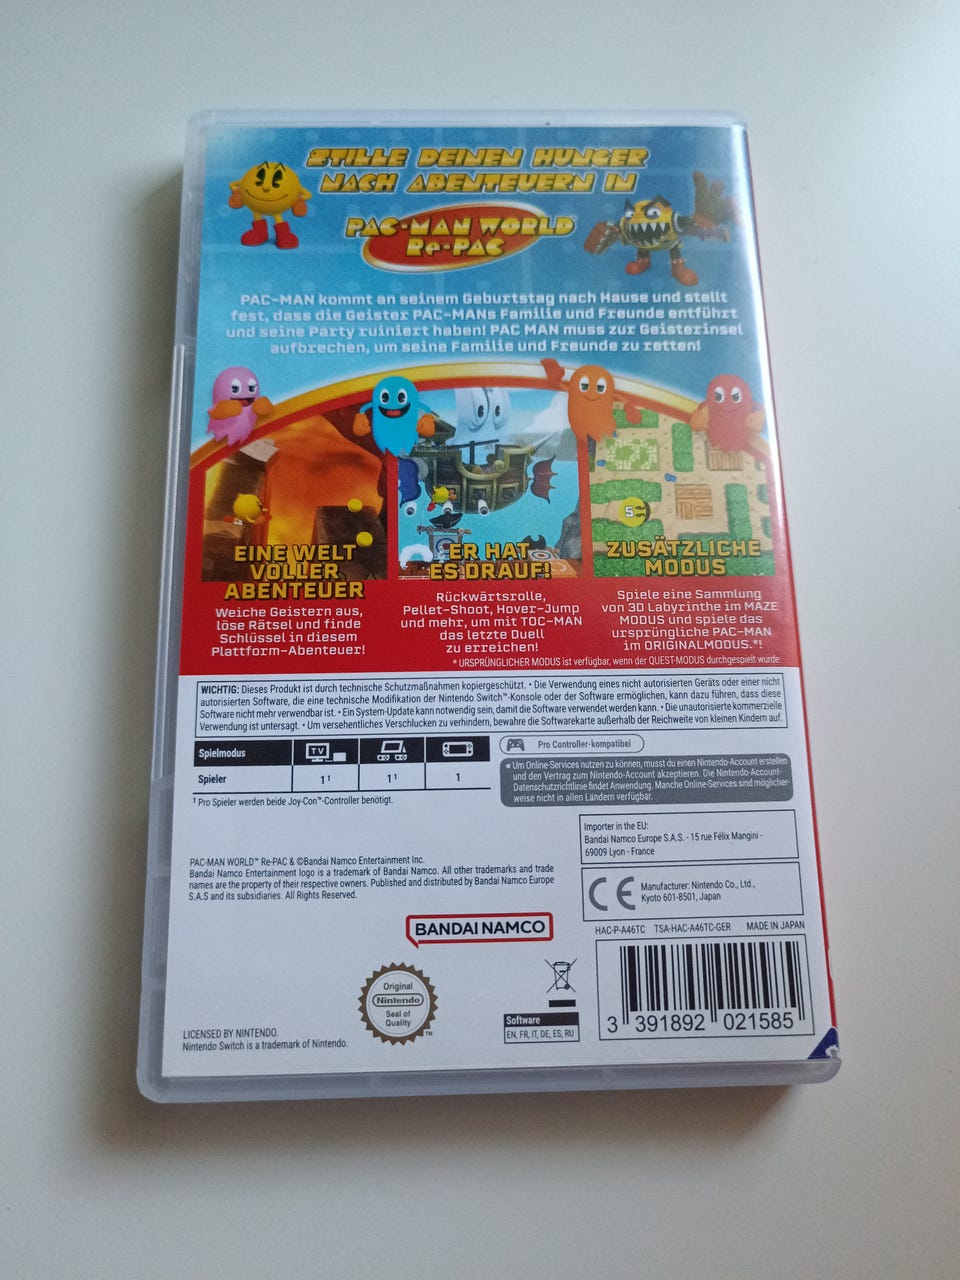 STILLE DEINEN HUNGER
NACH ABENTEUERN IN
PAC-MAN WORLD
Re-PAC
PAC-MAN kommt an seinem Geburtstag nach Hause und stellt
fest, dass die Geister PAC-MANs Familie und Freunde entführt
und seine Party ruiniert haben! PAC MAN muss zur Geisterinsel
aufbrechen, um seine Familie und Freunde zu retten!
EINE WELT
VOLLER
ABENTEUER
Weiche Geistern aus,
löse Rätsel und finde
Schlüssel in diesem
Plattform-Abenteuer!
ER HAT
ES DRAUF!
Rückwärtsrolle,
Pellet-Shoot, Hover-Jump
und mehr, um mit TOC-MAN
das letzte Duell
zu erreichen!
5
ZUSÄTZLICHE
MODUS
Spiele eine Sammlung
von 3D Labyrinthe im MAZE
MODUS und spiele das
ursprüngliche PAC-MAN
im ORIGINALMODUS.*!
* URSPRÜNGLICHER MODUS ist verfügbar, wenn der QUEST-MODUS durchgespielt wurde.
WICHTIG: Dieses Produkt ist durch technische Schutzmaßnahmen kopiergeschützt. • Die Verwendung eines nicht autorisierten Geräts oder einer nicht
autorisierten Software, die eine technische Modifikation der Nintendo Switch™-Konsole oder der Software ermöglichen, kann dazu führen, dass diese
Software nicht mehr verwendbar ist. • Ein System-Update kann notwendig sein, damit die Software verwendet werden kann. • Die unautorisierte kommerzielle
Verwendung ist untersagt. • Um versehentliches Verschlucken zu verhindern, bewahre die Softwarekarte außerhalb der Reichweite von kleinen Kindern auf.
Spielmodus TV
Spieler 1¹ 1¹ 1
¹ Pro Spieler werden beide Joy-Con™-Controller benötigt.
Pro Controller-kompatibel
• Um Online-Services nutzen zu können, musst du einen Nintendo-Account erstellen
und den Vertrag zum Nintendo-Account akzeptieren. Die Nintendo-Account-
Datenschutzrichtlinie findet Anwendung. Manche Online-Services sind möglicher-
weise nicht in allen Ländern verfügbar.
Importer in the EU:
Bandai Namco Europe S.A.S. - 15 rue Félix Mangini -
69009 Lyon - France
PAC-MAN WORLD™ Re-PAC & ©Bandai Namco Entertainment Inc.
Bandai Namco Entertainment logo is a trademark of Bandai Namco. All other trademarks and trade
names are the property of their respective owners. Published and distributed by Bandai Namco Europe
S.A.S and its subsidiaries. All Rights Reserved.
CE
Manufacturer: Nintendo Co., Ltd.,
Kyoto 601-8501, Japan
BANDAI NAMCO
HAC-P-A46TC TSA-HAC-A46TC-GER MADE IN JAPAN
Original
Nintendo
Seal of
Quality
™
Software
EN, FR, IT, DE, ES, RU
3 391892 021585
LICENSED BY NINTENDO.
Nintendo Switch is a trademark of Nintendo.